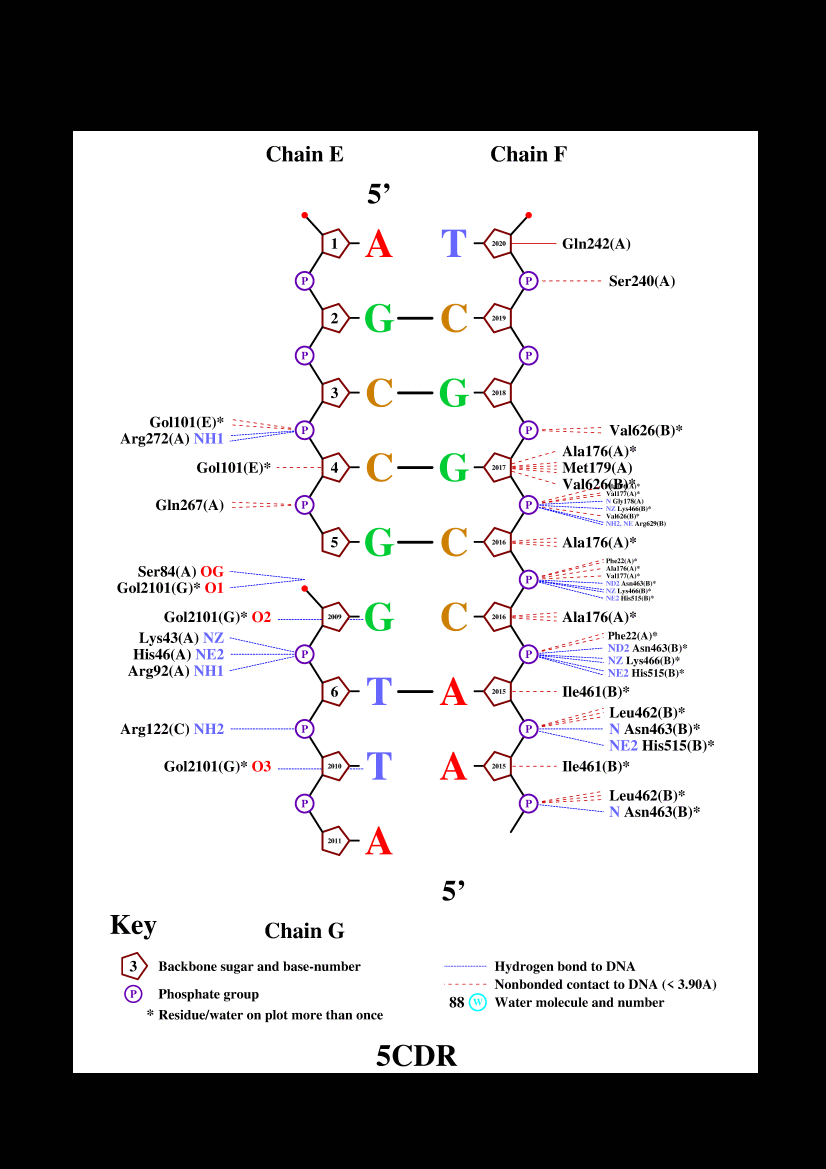 Chain E
Chain F
5’
1 A T 2020 Gln242(A)
P P Ser240(A)
2 G C 2019
P P
3 C G 2018
Gol101(E)* P P Val626(B)*
Arg272(A) NH1
Ala176(A)*
Gol101(E)* 4 C G 2017 Met179(A)
Val626(B)*
Val177(A)*
Gln267(A) P P N Gly178(A)
NZ Lys466(B)*
Val626(B)*
NH2, NE Arg629(B)
5 G C 2016 Ala176(A)*
Phe22(A)*
Ala176(A)*
Ser84(A) OG P Val177(A)*
ND2 Asn463(B)*
Gol2101(G)* O1 NZ Lys466(B)*
NE2 His515(B)*
Gol2101(G)* O2 2009 G C 2016 Ala176(A)*
Lys43(A) NZ Phe22(A)*
ND2 Asn463(B)*
His46(A) NE2 P P NZ Lys466(B)*
Arg92(A) NH1 NE2 His515(B)*
6 T A 2015 Ile461(B)*
Leu462(B)*
Arg122(C) NH2 P P N Asn463(B)*
NE2 His515(B)*
Gol2101(G)* O3 2010 T A 2015 Ile461(B)*
P P Leu462(B)*
N Asn463(B)*
2011 A
5’
Key
Chain G
3 Backbone sugar and base-number
P Phosphate group
* Residue/water on plot more than once
Hydrogen bond to DNA
Nonbonded contact to DNA (< 3.90A)
88 W Water molecule and number
5CDR